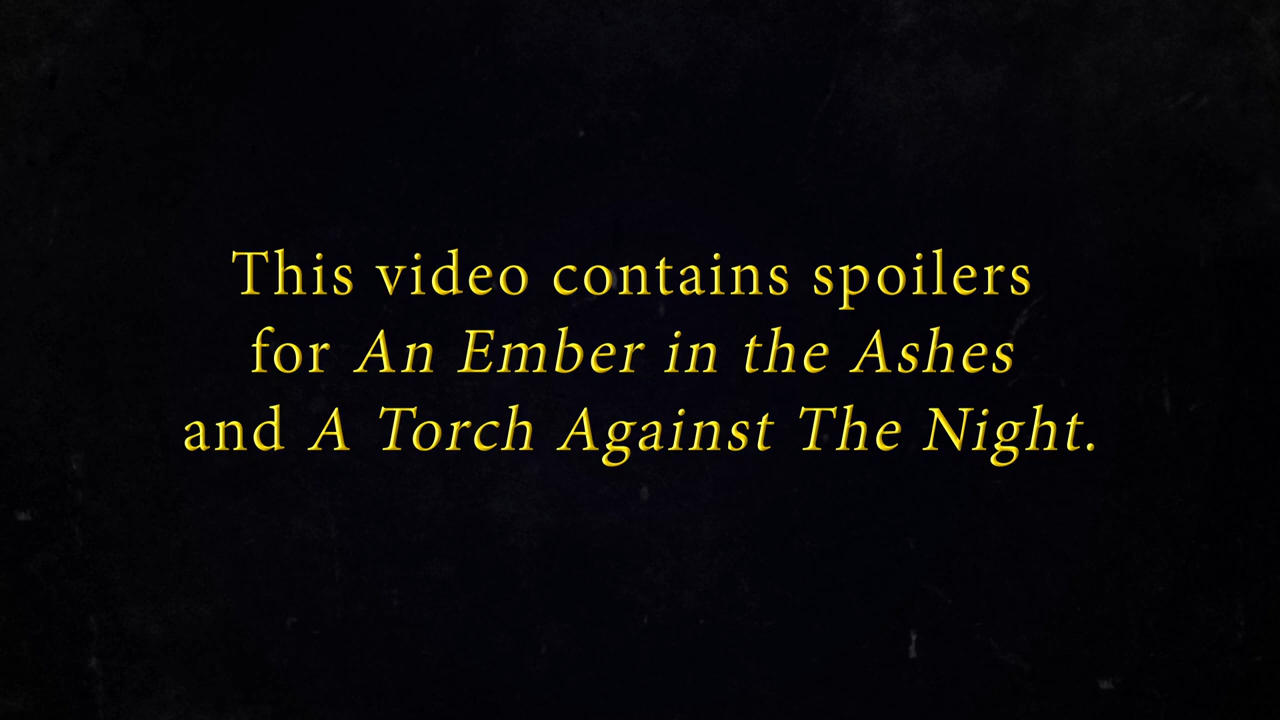 This video contains spoilers
for An Ember in the Ashes
and A Torch Against The Night.